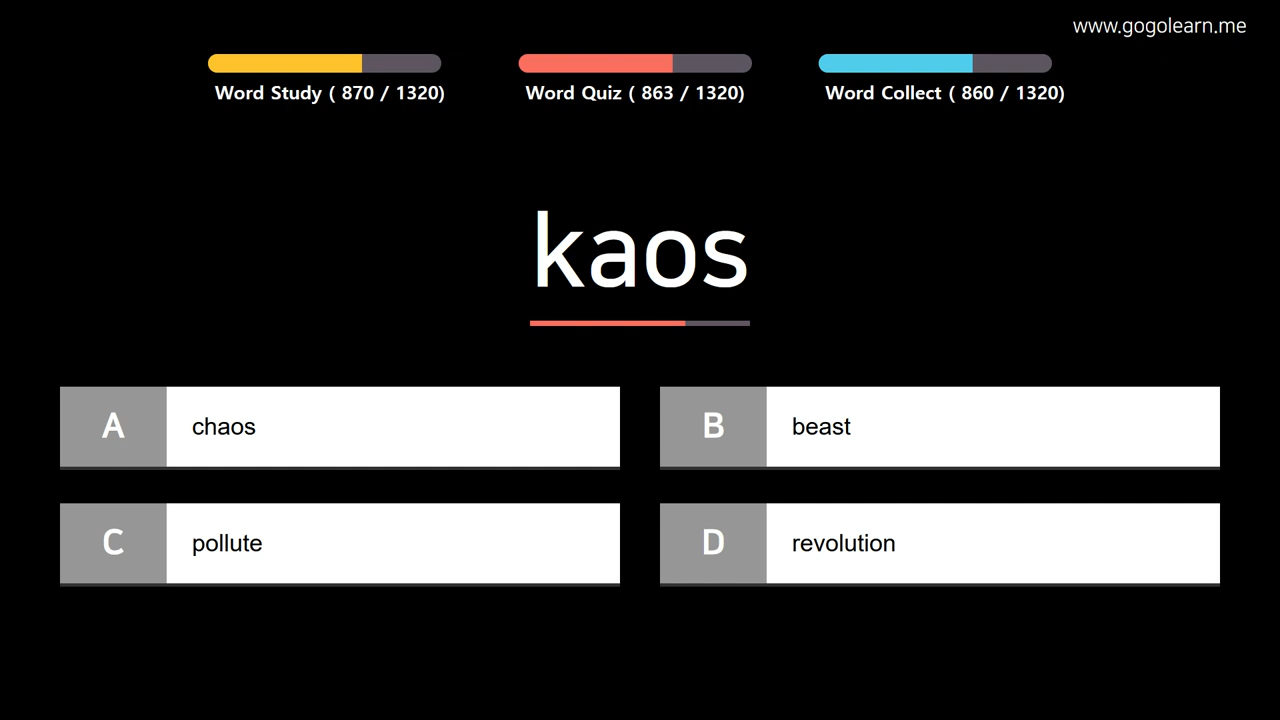 www.gogolearn.me
Word Study ( 870 / 1320)
Word Quiz ( 863 / 1320)
Word Collect ( 860 / 1320)
kaos
A chaos
B beast
C pollute
D revolution